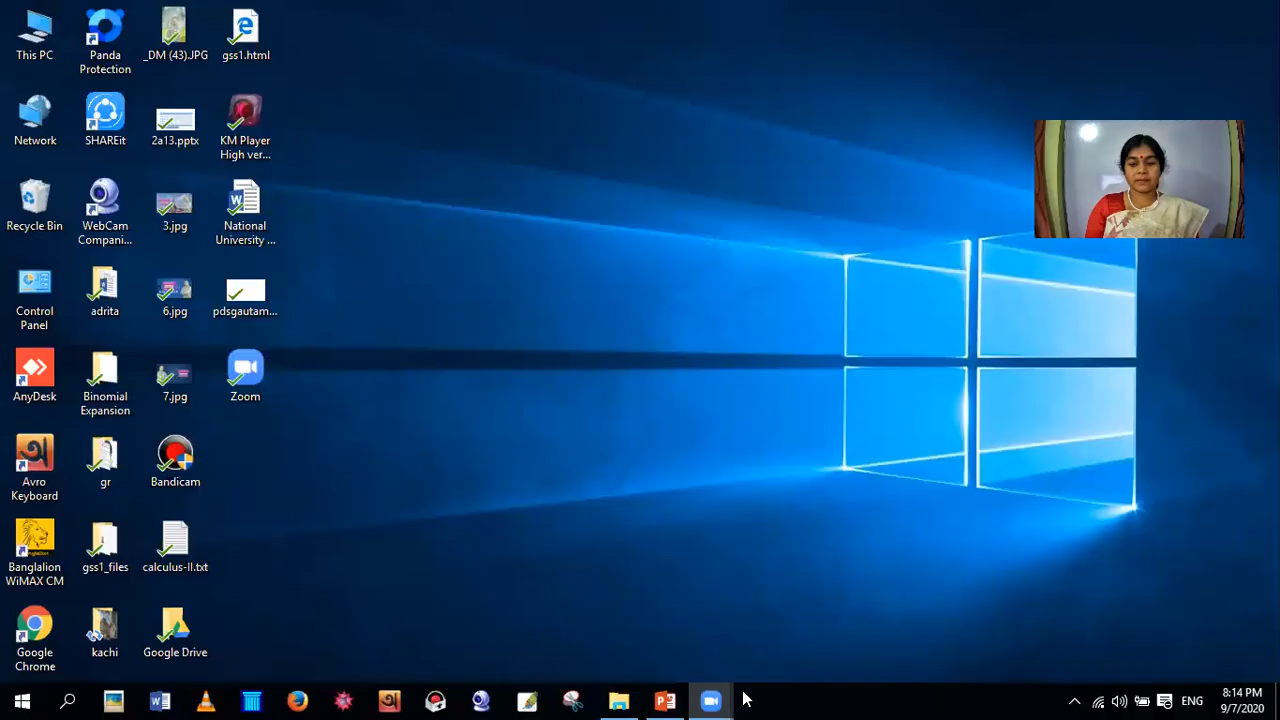 This PC
Panda
Protection
_DM (43).JPG
gss1.html
Network
SHAREit
2a13.pptx
KM Player
High ver...
Recycle Bin
WebCam
Compani...
3.jpg
National
University ...
Control
Panel
adrita
6.jpg
pdsgautam...
AnyDesk
Binomial
Expansion
7.jpg
Zoom
অ
Avro
Keyboard
gr
Bandicam
Banglalion
WiMAX CM
gss1_files
calculus-II.txt
Google
Chrome
kachi
Google Drive
ENG
8:14 PM
9/7/2020